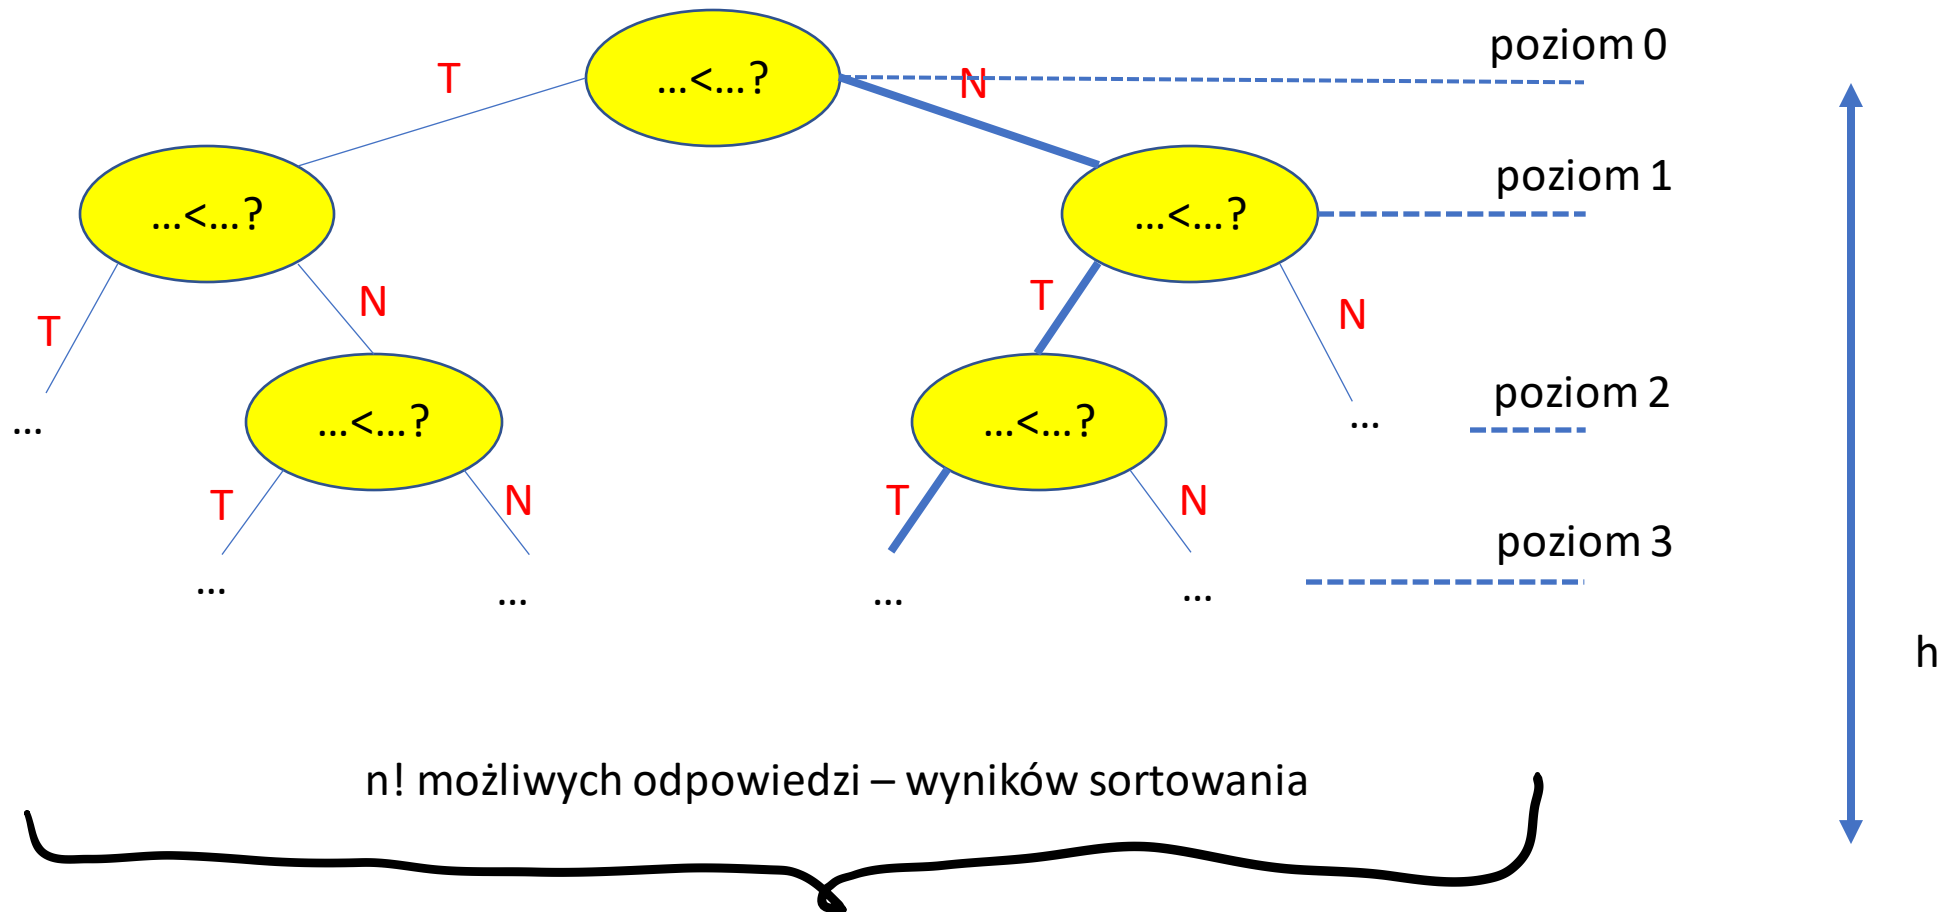 poziom 0
T
...<...?
N
poziom 1
...<...?
...<...?
T
N
T
N
poziom 2
...
...<...?
...<...?
...
T
N
T
N
poziom 3
...
...
...
...
h
n! możliwych odpowiedzi – wyników sortowania